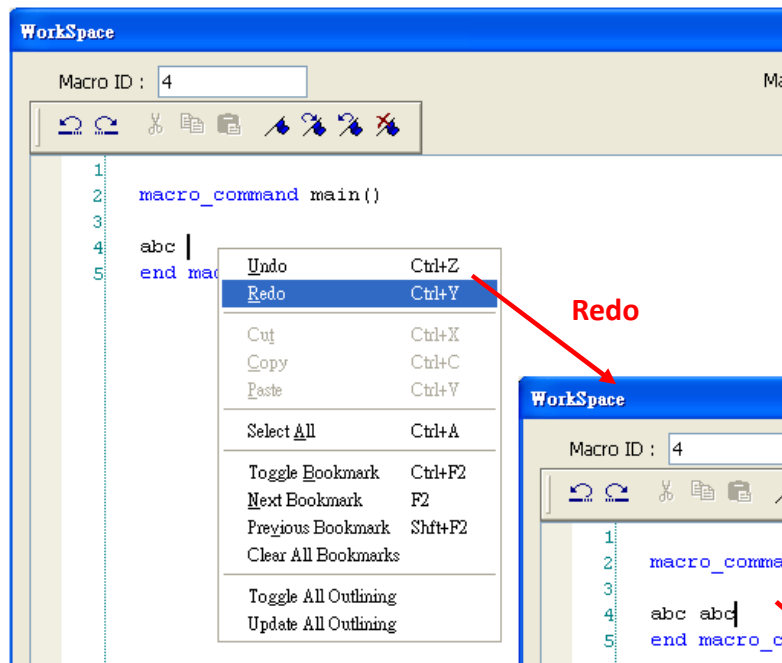 WorkSpace
Macro ID : 4
Ma
1
2 macro_command main()
3
4 abc
5 end mac
Undo Ctrl+Z
Redo Ctrl+Y
Cut Ctrl+X
Copy Ctrl+C
Paste Ctrl+V
Select All Ctrl+A
Toggle Bookmark Ctrl+F2
Next Bookmark F2
Previous Bookmark Shft+F2
Clear All Bookmarks
Toggle All Outlining
Update All Outlining
Redo
WorkSpace
Macro ID : 4
1
2 macro_comma
3
4 abc abc
5 end macro_c